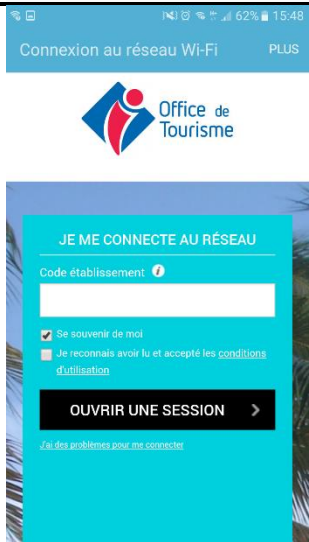 62% 15:48
Connexion au réseau Wi-Fi PLUS
Office de
Tourisme
JE ME CONNECTE AU RÉSEAU
Code établissement i
Se souvenir de moi
Je reconnais avoir lu et accepté les conditions
d'utilisation
OUVRIR UNE SESSION
J'ai des problèmes pour me connecter